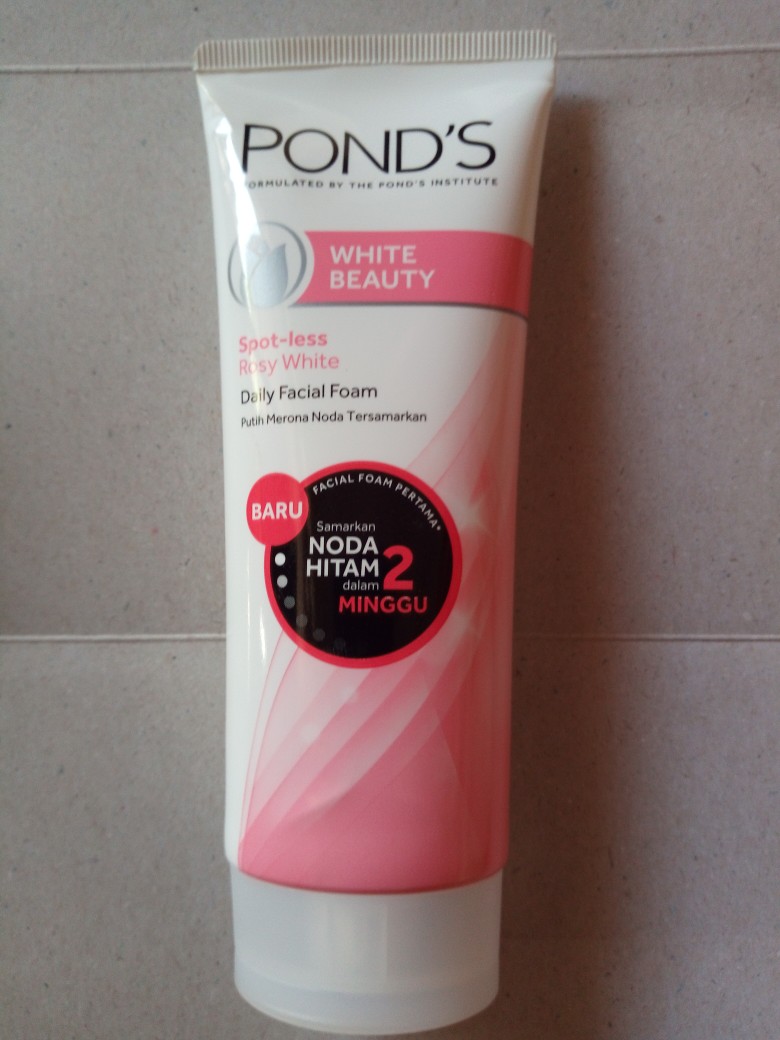 POND'S
FORMULATED BY THE POND'S INSTITUTE
WHITE
BEAUTY
Spot-less
Rosy White
Daily Facial Foam
Putih Merona Noda Tersamarkan
BARU
FACIAL FOAM PERTAMA*
Samarkan
NODA
HITAM
dalam 2
MINGGU